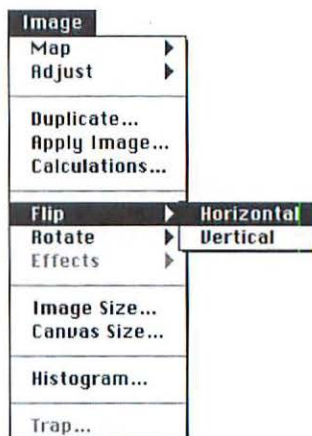 Image
Map
Adjust
Duplicate...
Apply Image...
Calculations...
Flip
Horizontal
Rotate
Vertical
Effects
Image Size...
Canvas Size...
Histogram...
Trap...